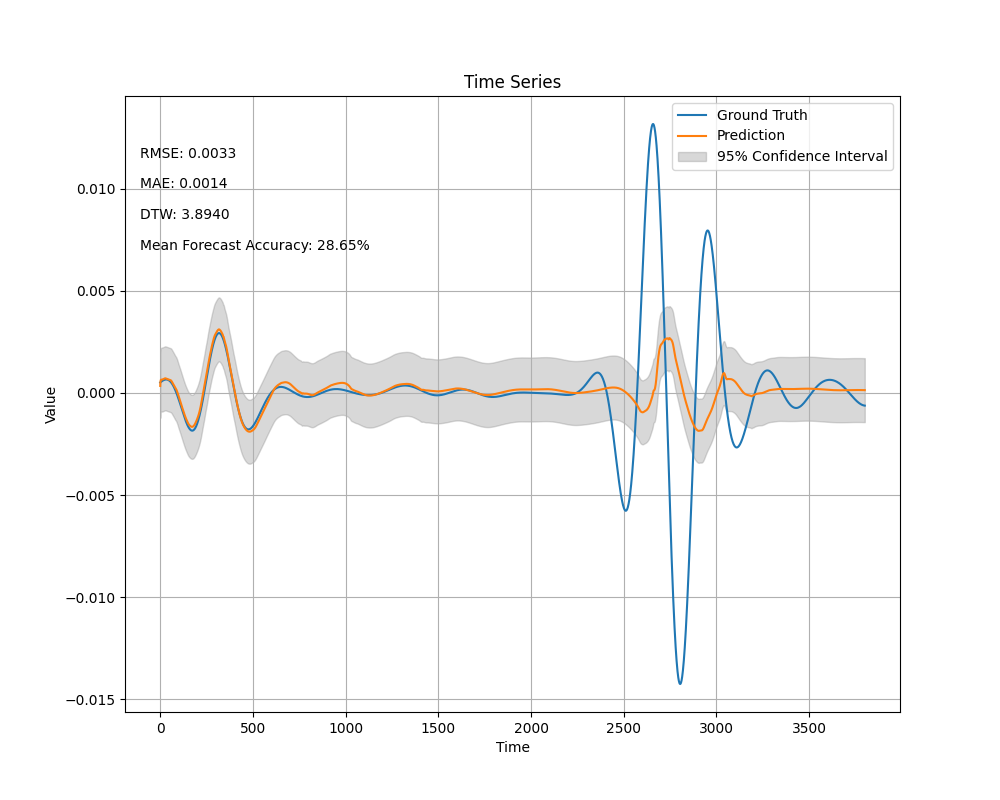 Time Series
Ground Truth
Prediction
95% Confidence Interval
RMSE: 0.0033
MAE: 0.0014
DTW: 3.8940
Mean Forecast Accuracy: 28.65%
0.010
0.005
0.000
−0.005
−0.010
−0.015
Value
0 500 1000 1500 2000 2500 3000 3500
Time